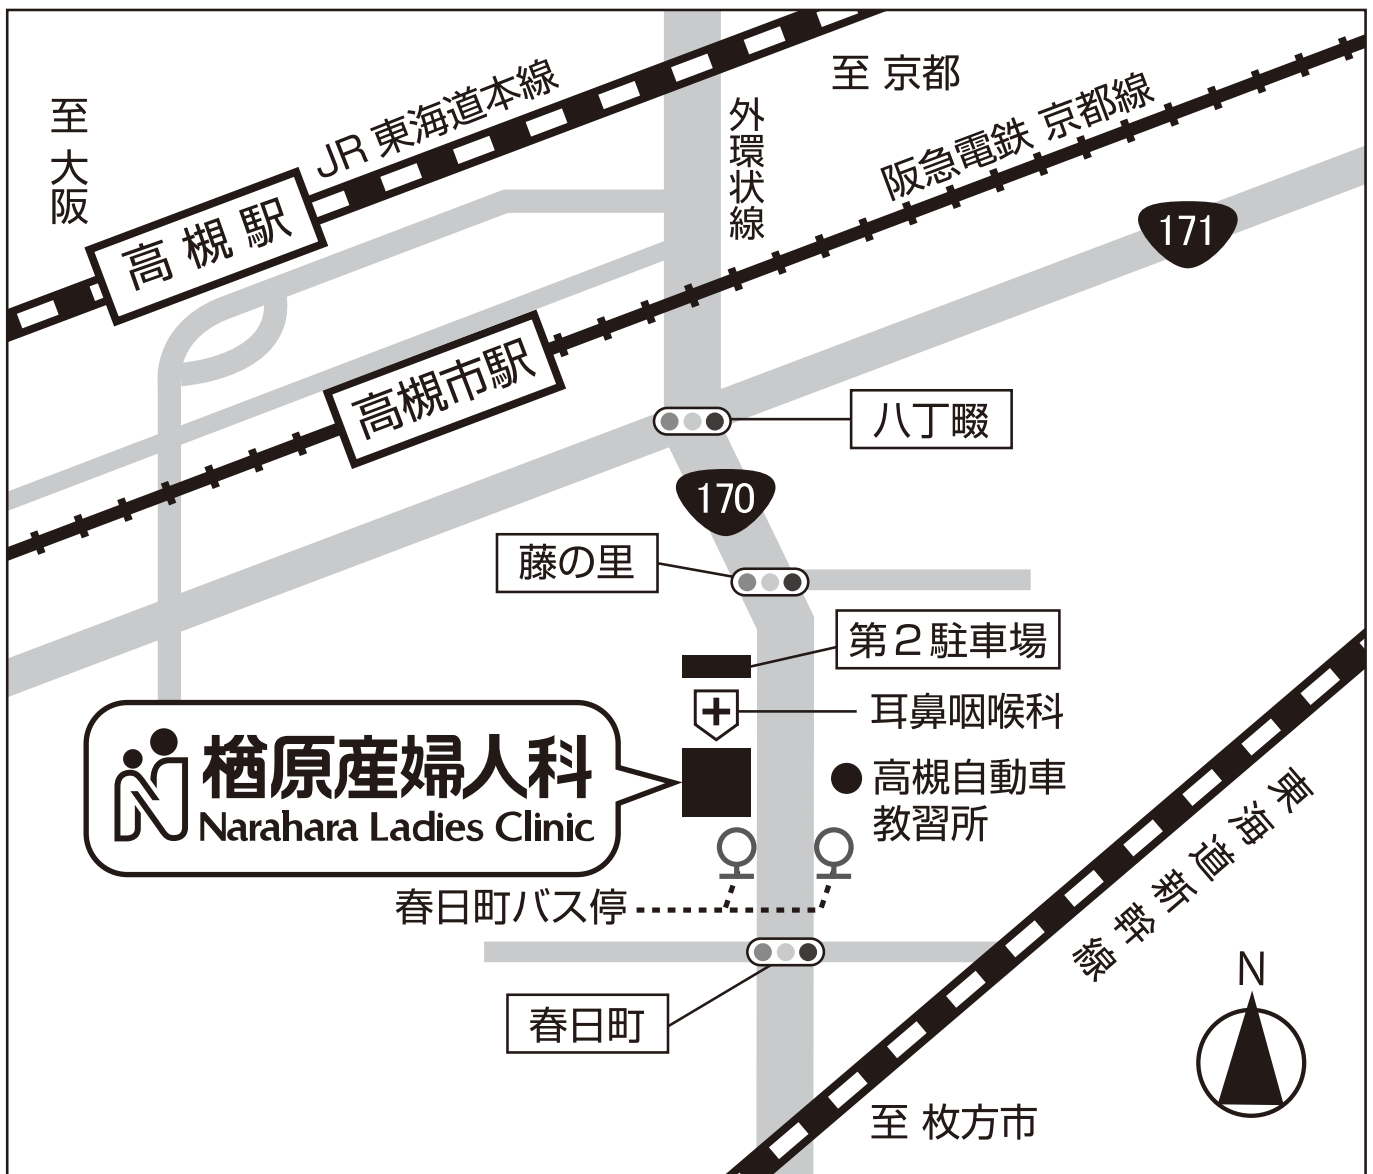 至 京都
至 大阪
JR 東海道本線
外環状線
阪急電鉄 京都線
高槻駅
171
高槻市駅
八丁畷
170
藤の里
第2駐車場
耳鼻咽喉科
楢原産婦人科
Narahara Ladies Clinic
高槻自動車
教習所
春日町バス停
東海道新幹線
春日町
N
至 枚方市